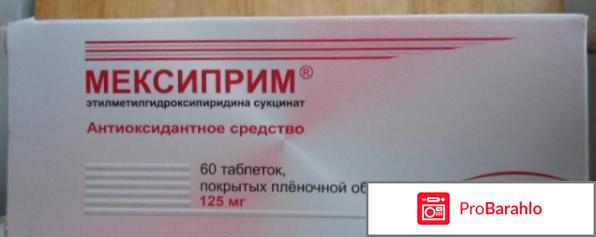 МЕКСИПРИМ®
этилметилгидроксипиридина сукцинат
Антиоксидантное средство
60 таблеток,
покрытых плёночной об
125 мг
ProBarahlo